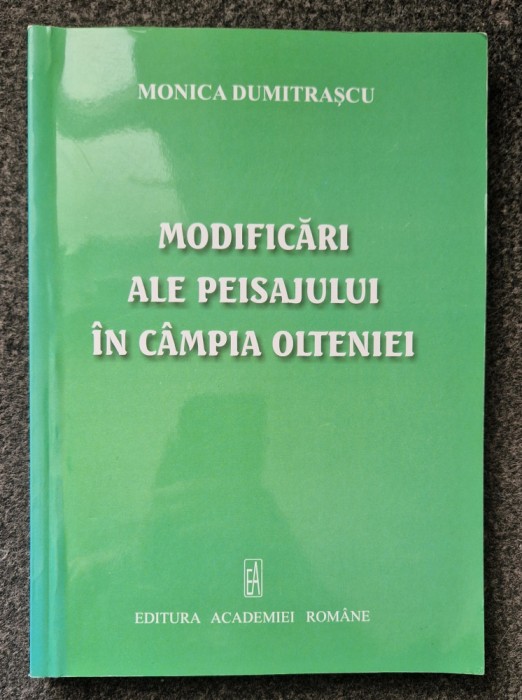 MONICA DUMITRAȘCU
MODIFICĂRI
ALE PEISAJULUI
ÎN CÂMPIA OLTENIEI
EA
EDITURA ACADEMIEI ROMÂNE